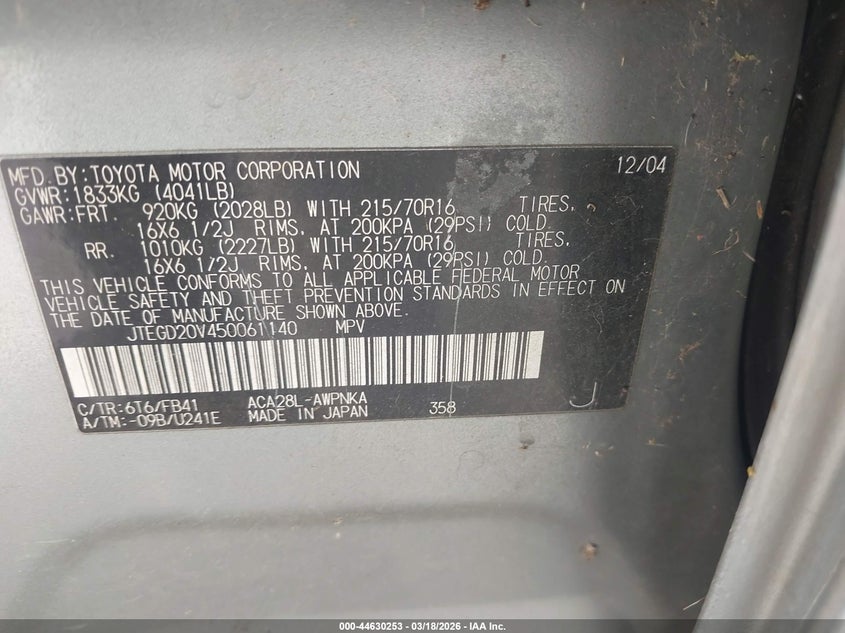 MFD.BY:TOYOTA MOTOR CORPORATION 12/04
GVWR:1833KG (4041LB)
GAWR:FRT. 920KG (2028LB) WITH 215/70R16 TIRES,
16X6 1/2J RIMS, AT 200KPA (29PSI) COLD.
RR. 1010KG (2227LB) WITH 215/70R16 TIRES,
16X6 1/2J RIMS, AT 200KPA (29PSI) COLD.
THIS VEHICLE CONFORMS TO ALL APPLICABLE FEDERAL MOTOR
VEHICLE SAFETY AND THEFT PREVENTION STANDARDS IN EFFECT ON
THE DATE OF MANUFACTURE SHOWN ABOVE.
JTEGD20V450061140 MPV
C/TR:6T6/FB41 ACA28L-AWPNKA
A/TM:-09B/U241E MADE IN JAPAN 358 J
000-44630253 — 03/18/2026 — IAA Inc.